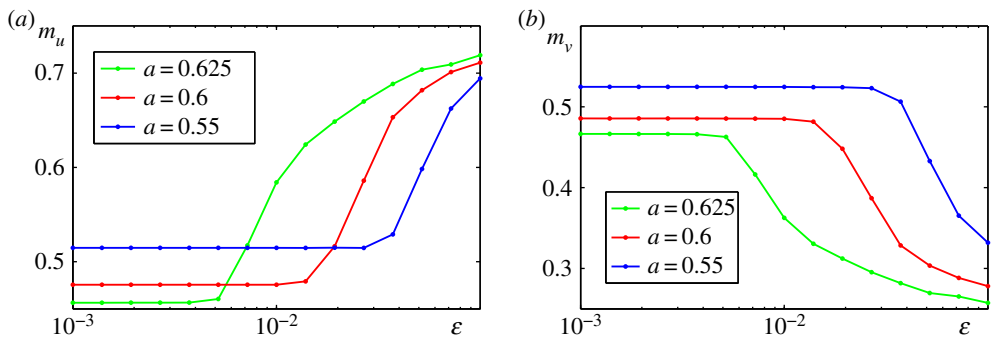 (a)
m_u
0.7
0.6
0.5
a = 0.625
a = 0.6
a = 0.55
10⁻³
10⁻²
ε
(b)
m_v
0.5
0.4
0.3
a = 0.625
a = 0.6
a = 0.55
10⁻³
10⁻²
ε